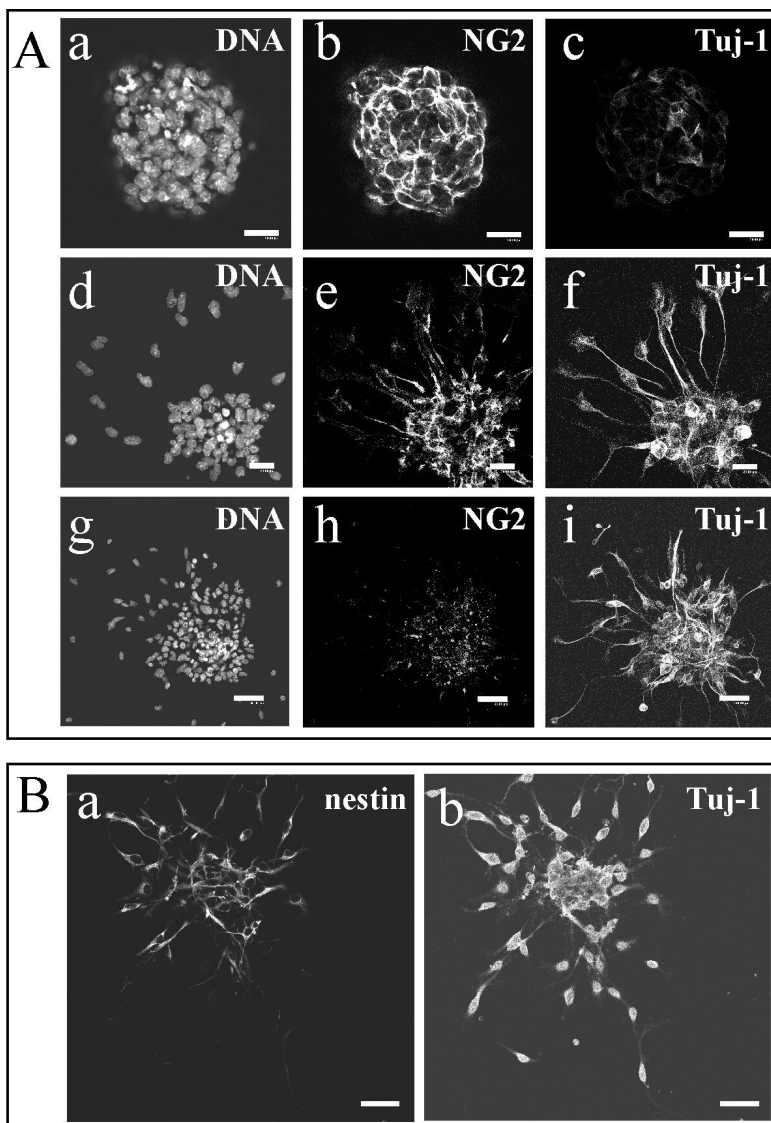 A
a DNA
b NG2
c Tuj-1
d DNA
e NG2
f Tuj-1
g DNA
h NG2
i Tuj-1
B
a nestin
b Tuj-1